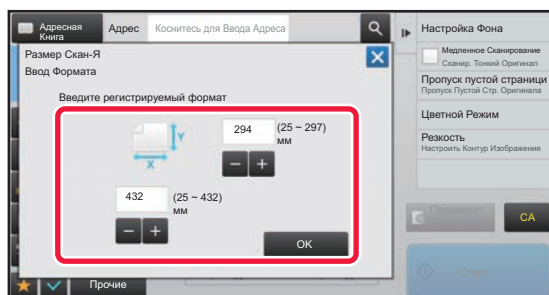 Адресная
Книга
Адрес
Коснитесь для Ввода Адреса
Размер Скан-Я
Ввод Формата
Введите регистрируемый формат
Y
X
294
(25 ~ 297)
мм
432
(25 ~ 432)
мм
OK
Прочие
Настройка Фона
Медленное Сканирование
Сканир. Тонкий Оригинал
Пропуск пустой страници
Пропуск Пустой Стр. Оригинала
Цветной Режим
Резкость
Настроить Контур Изображения
Предварит.
CA
Старт